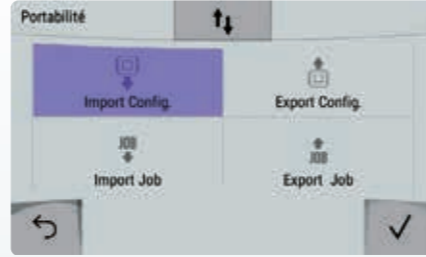 Portabilité
Import Config.
Export Config.
JOB
JOB
Import Job
Export Job